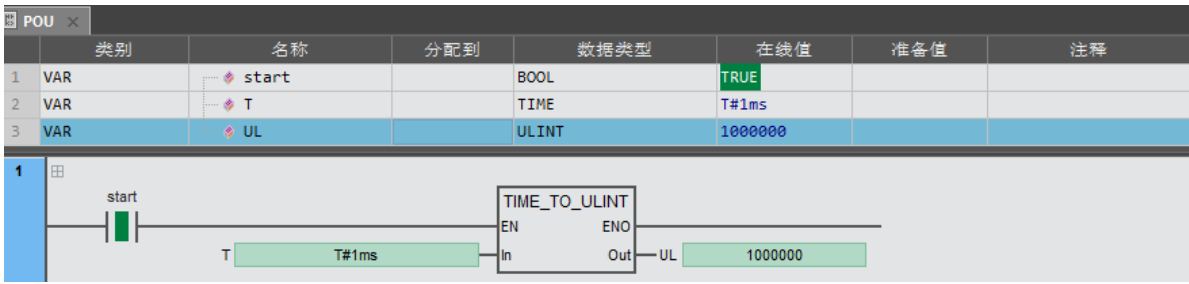 POU ×
类别 名称 分配到 数据类型 在线值 准备值 注释
1 VAR start BOOL TRUE
2 VAR T TIME T#1ms
3 VAR UL ULINT 1000000
1
start
TIME_TO_ULINT
EN ENO
T T#1ms In Out UL 1000000